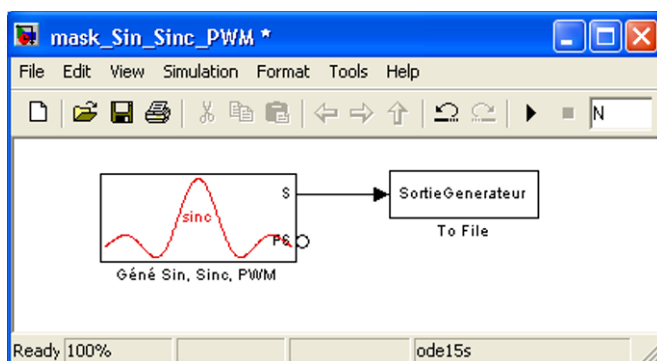 mask_Sin_Sinc_PWM *
File Edit View Simulation Format Tools Help
N
S
SortieGenerateur
sinc
To File
Géné Sin, Sinc, PWM
Ready 100% ode15s